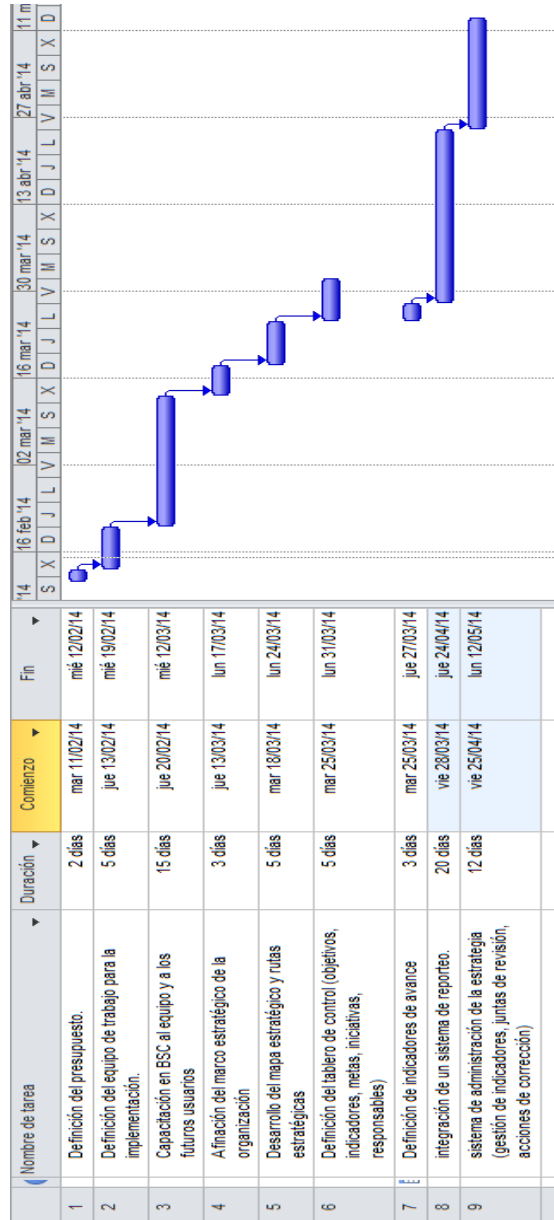 Nombre de tarea Duración Comienzo Fin
1 Definición del presupuesto. 2 días mar 11/02/14 mié 12/02/14
2 Definición del equipo de trabajo para la
implementación. 5 días jue 13/02/14 mié 19/02/14
3 Capacitación en BSC al equipo y a los
futuros usuarios 15 días jue 20/02/14 mié 12/03/14
4 Afinación del marco estratégico de la
organización 3 días jue 13/03/14 lun 17/03/14
5 Desarrollo del mapa estratégico y rutas
estratégicas 5 días mar 18/03/14 lun 24/03/14
6 Definición del tablero de control (objetivos,
indicadores, metas, iniciativas,
responsables) 5 días mar 25/03/14 lun 31/03/14
7 Definición de indicadores de avance 3 días mar 25/03/14 jue 27/03/14
8 integración de un sistema de reporteo. 20 días vie 28/03/14 jue 24/04/14
9 sistema de administración de la estrategia
(gestión de indicadores, juntas de revisión,
acciones de corrección) 12 días vie 25/04/14 lun 12/05/14
'14 16 feb '14 02 mar '14 16 mar '14 30 mar '14 13 abr '14 27 abr '14 11 m
S X D J L V M S X D J L V M S X D J L V M S X D